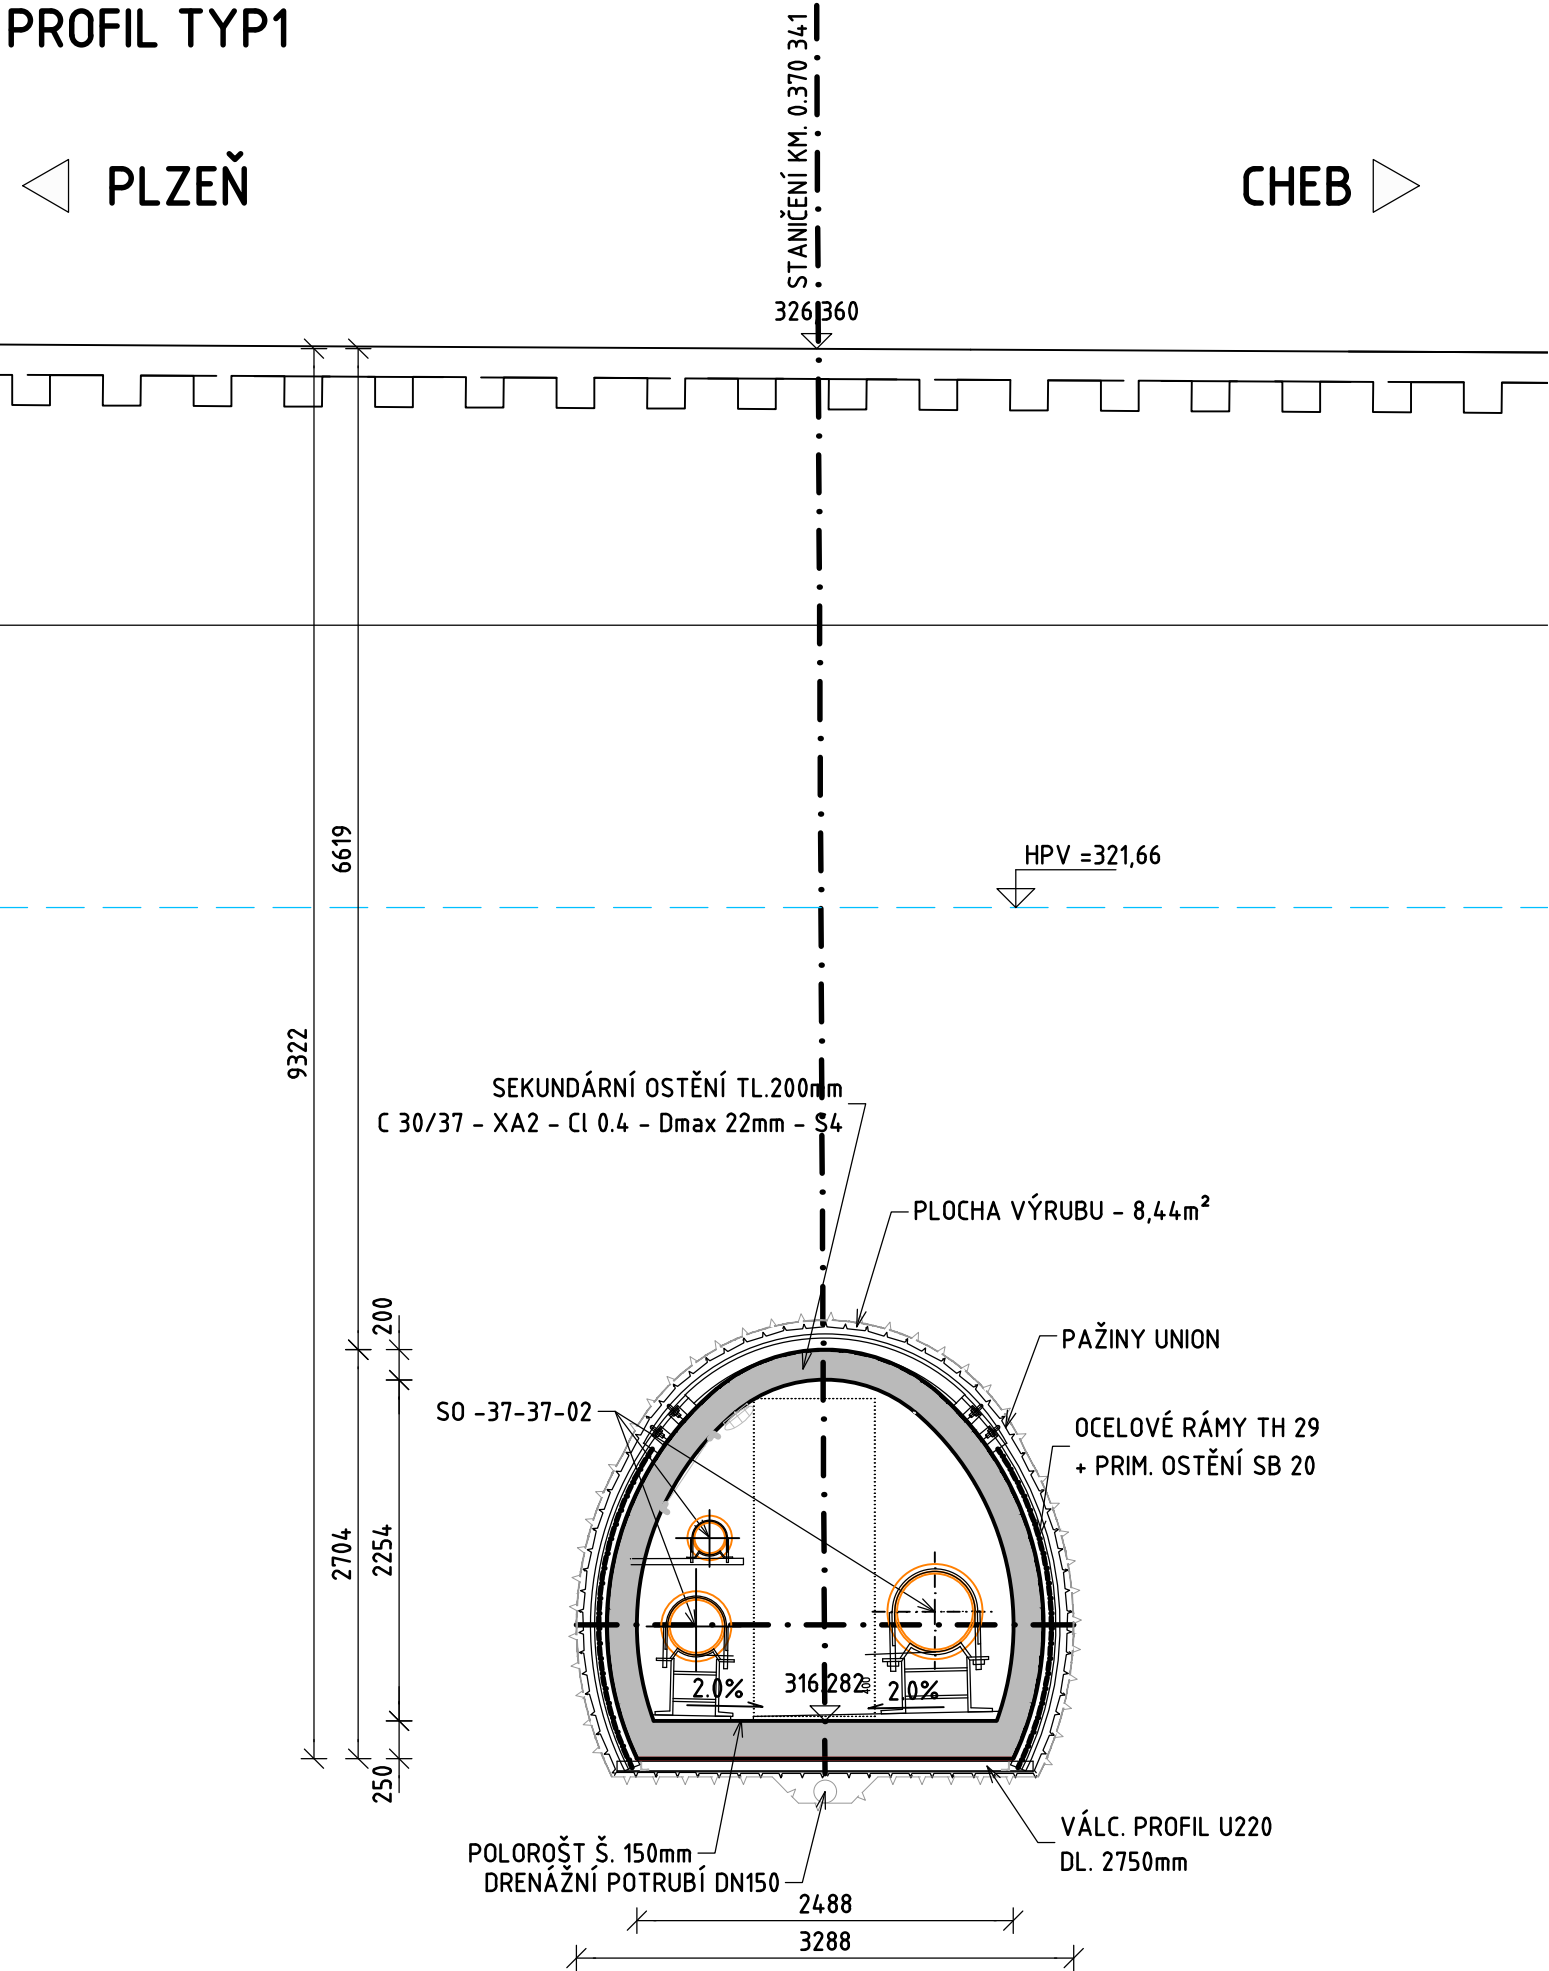 PROFIL TYP1
STANIČENÍ KM. 0.370 341
PLZEŇ
CHEB
326,360
6619
HPV =321,66
9322
SEKUNDÁRNÍ OSTĚNÍ TL.200mm
C 30/37 - XA2 - Cl 0.4 - Dmax 22mm - S4
PLOCHA VÝRUBU - 8,44m²
200
PAŽINY UNION
SO -37-37-02
OCELOVÉ RÁMY TH 29
+ PRIM. OSTĚNÍ SB 20
2704
2254
2.0%
316,282
400
2.0%
250
VÁLC. PROFIL U220
DL. 2750mm
POLOROŠT Š. 150mm
DRENÁŽNÍ POTRUBÍ DN150
2488
3288